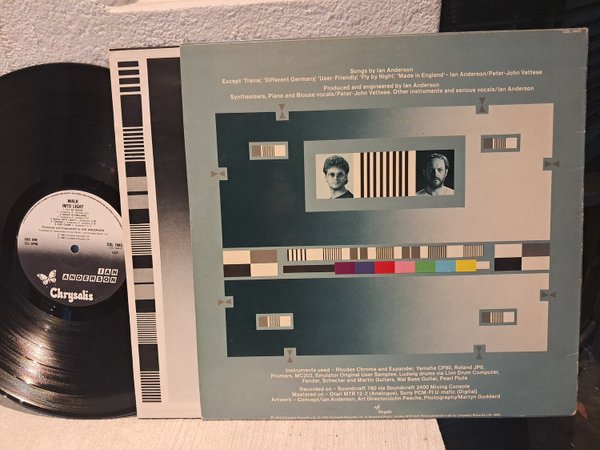 CDL 1443
Songs by Ian Anderson
Except 'Trains', 'Different Germany', 'User-Friendly', 'Fly by Night', 'Made in England' - Ian Anderson/Peter-John Vettese
Produced and engineered by Ian Anderson
Synthesisers, Piano and Blouse vocals/Peter-John Vettese. Other instruments and serious vocals/Ian Anderson
WALK
INTO LIGHT
CDL 1443
IAN
ANDERSON
Chrysalis
Instruments used - Rhodes Chroma and Expander, Yamaha CP80, Roland JP8,
Promars, MC202, Emulator Original User Samples, Ludwig drums via Linn Drum Computer,
Fender, Schecter and Martin Guitars, Wal Bass Guitar, Pearl Flute
Recorded on - Soundcraft 760 via Soundcraft 2400 Mixing Console
Mastered on - Otari MTR 12-2 (Analogue), Sony PCM-FI U-matic (Digital)
Artwork - Concept/Ian Anderson, Art Direction/John Pasche, Photography/Martyn Goddard
Chrysalis